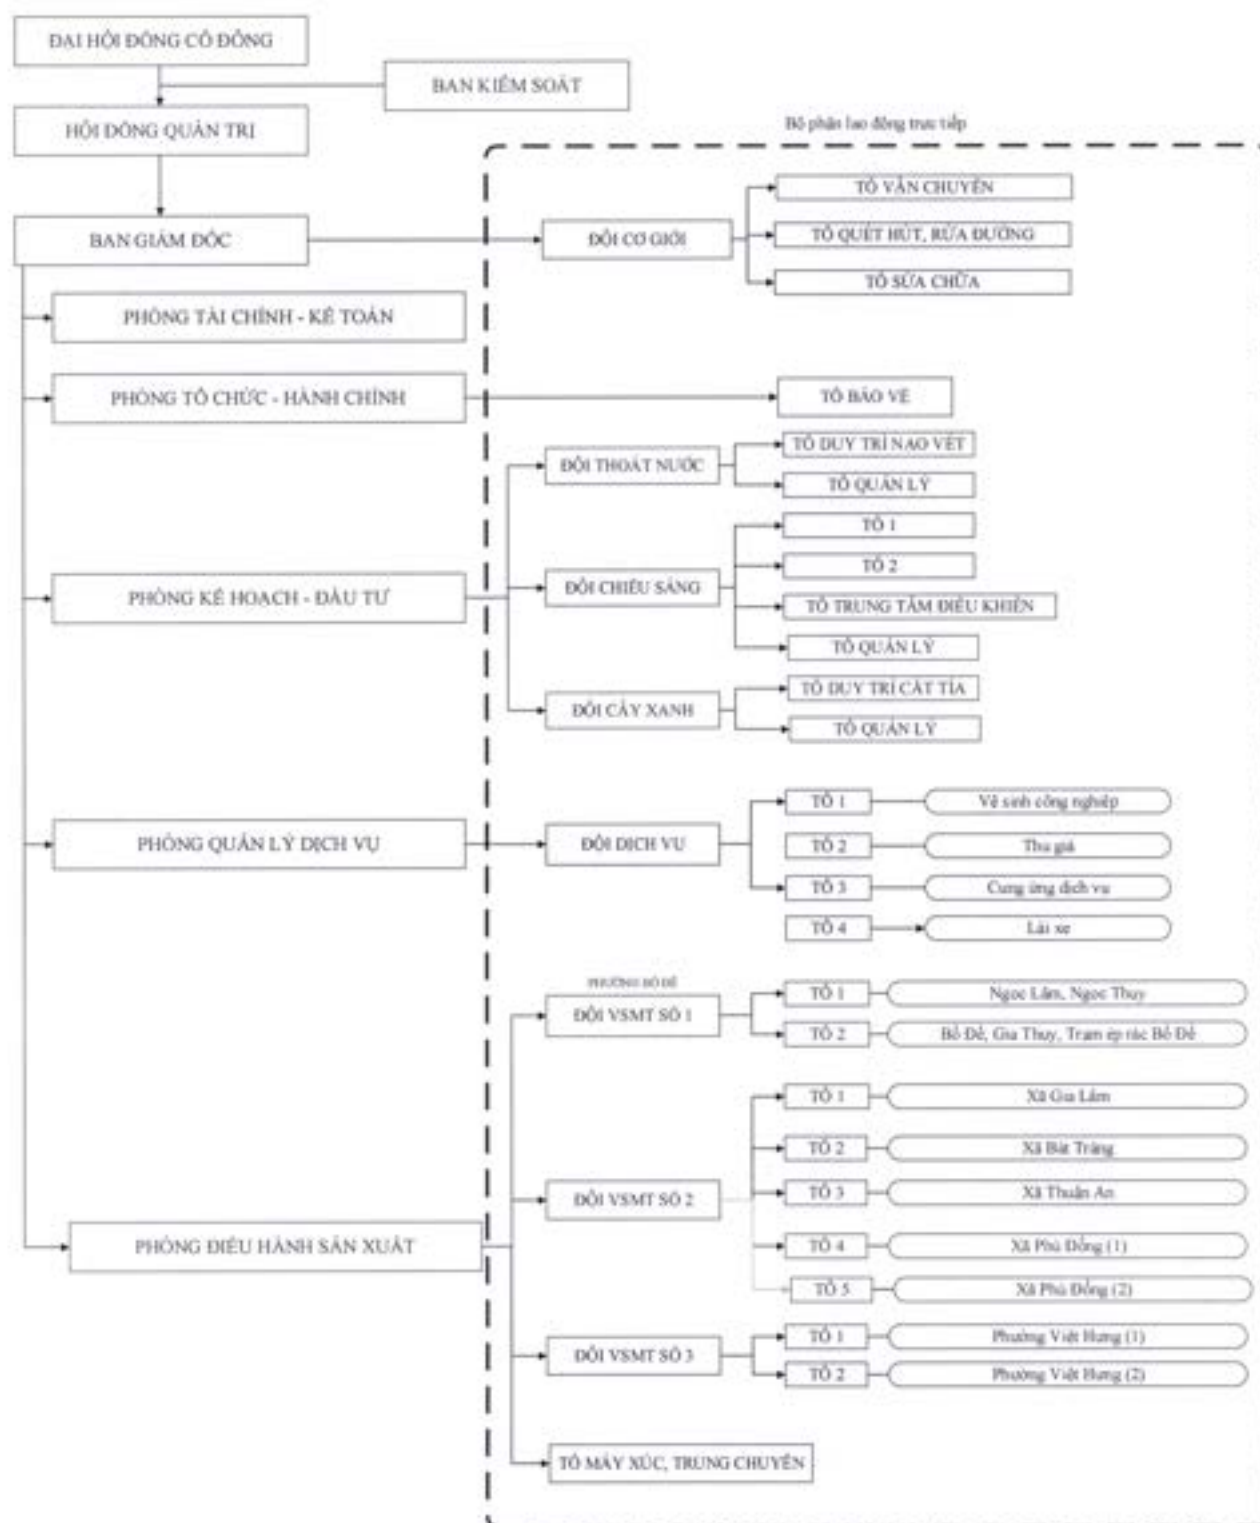 ĐẠI HỘI ĐỒNG CỔ ĐÔNG
BAN KIỂM SOÁT
HỘI ĐỒNG QUẢN TRỊ
Bộ phận lao động trực tiếp
BAN GIÁM ĐỐC
ĐỘI CƠ GIỚI
TỔ VẬN CHUYỂN
TỔ QUÉT HÚT, RỬA ĐƯỜNG
TỔ SỬA CHỮA
PHÒNG TÀI CHÍNH - KẾ TOÁN
PHÒNG TỔ CHỨC - HÀNH CHÍNH
TỔ BẢO VỆ
PHÒNG KẾ HOẠCH - ĐẦU TƯ
ĐỘI THOÁT NƯỚC
TỔ DUY TRÌ NẠO VÉT
TỔ QUẢN LÝ
ĐỘI CHIẾU SÁNG
TỔ 1
TỔ 2
TỔ TRUNG TÂM ĐIỀU KHIỂN
TỔ QUẢN LÝ
ĐỘI CÂY XANH
TỔ DUY TRÌ CẮT TỈA
TỔ QUẢN LÝ
PHÒNG QUẢN LÝ DỊCH VỤ
ĐỘI DỊCH VỤ
TỔ 1 Vệ sinh công nghiệp
TỔ 2 Thu giá
TỔ 3 Cung ứng dịch vụ
TỔ 4 Lái xe
PHÒNG ĐIỀU HÀNH SẢN XUẤT
PHƯỜNG BỒ ĐỀ
ĐỘI VSMT SỐ 1
TỔ 1 Ngọc Lâm, Ngọc Thụy
TỔ 2 Bồ Đề, Gia Thụy, Trạm ép rác Bồ Đề
ĐỘI VSMT SỐ 2
TỔ 1 Xã Gia Lâm
TỔ 2 Xã Bát Tràng
TỔ 3 Xã Thuận An
TỔ 4 Xã Phù Đổng (1)
TỔ 5 Xã Phù Đổng (2)
ĐỘI VSMT SỐ 3
TỔ 1 Phường Việt Hưng (1)
TỔ 2 Phường Việt Hưng (2)
TỔ MÁY XÚC, TRUNG CHUYỂN